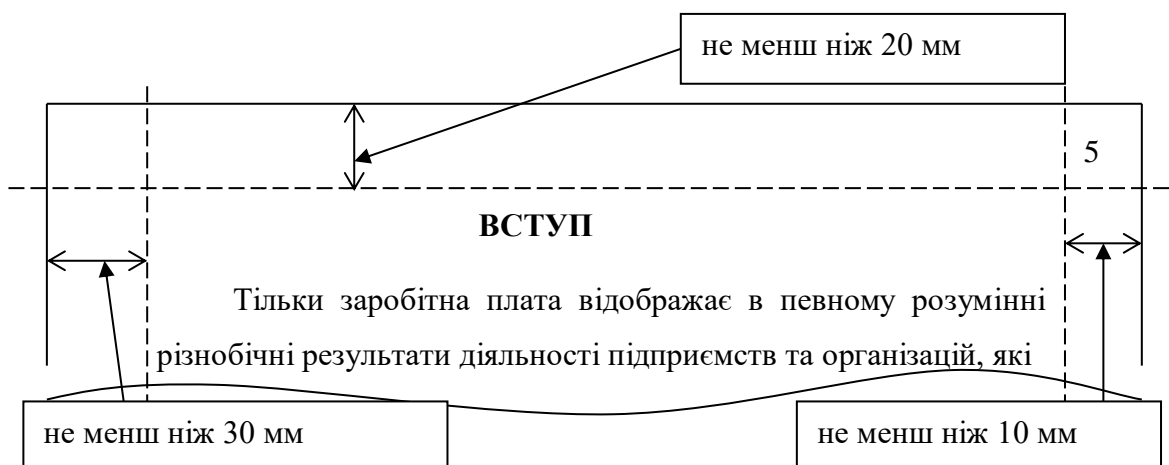 не менш ніж 20 мм
5
ВСТУП
Тільки заробітна плата відображає в певному розумінні
різнобічні результати діяльності підприємств та організацій, які
не менш ніж 30 мм
не менш ніж 10 мм